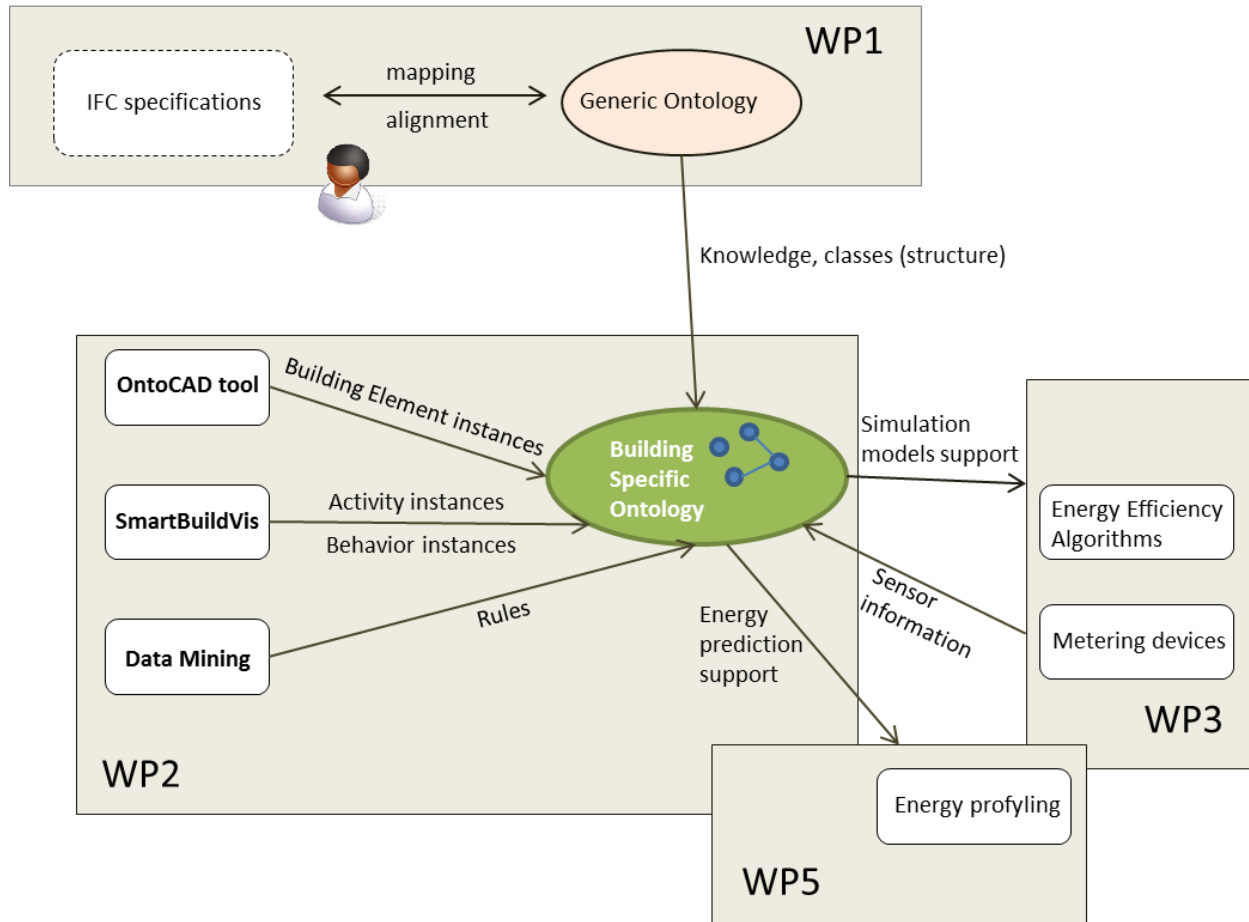 WP1
IFC specifications
mapping
alignment
Generic Ontology
Knowledge, classes (structure)
OntoCAD tool
Building Element instances
SmartBuildVis
Activity instances
Behavior instances
Data Mining
Rules
Building
Specific
Ontology
WP2
Simulation
models support
Energy Efficiency
Algorithms
Sensor
information
Metering devices
WP3
Energy
prediction
support
Energy profyling
WP5